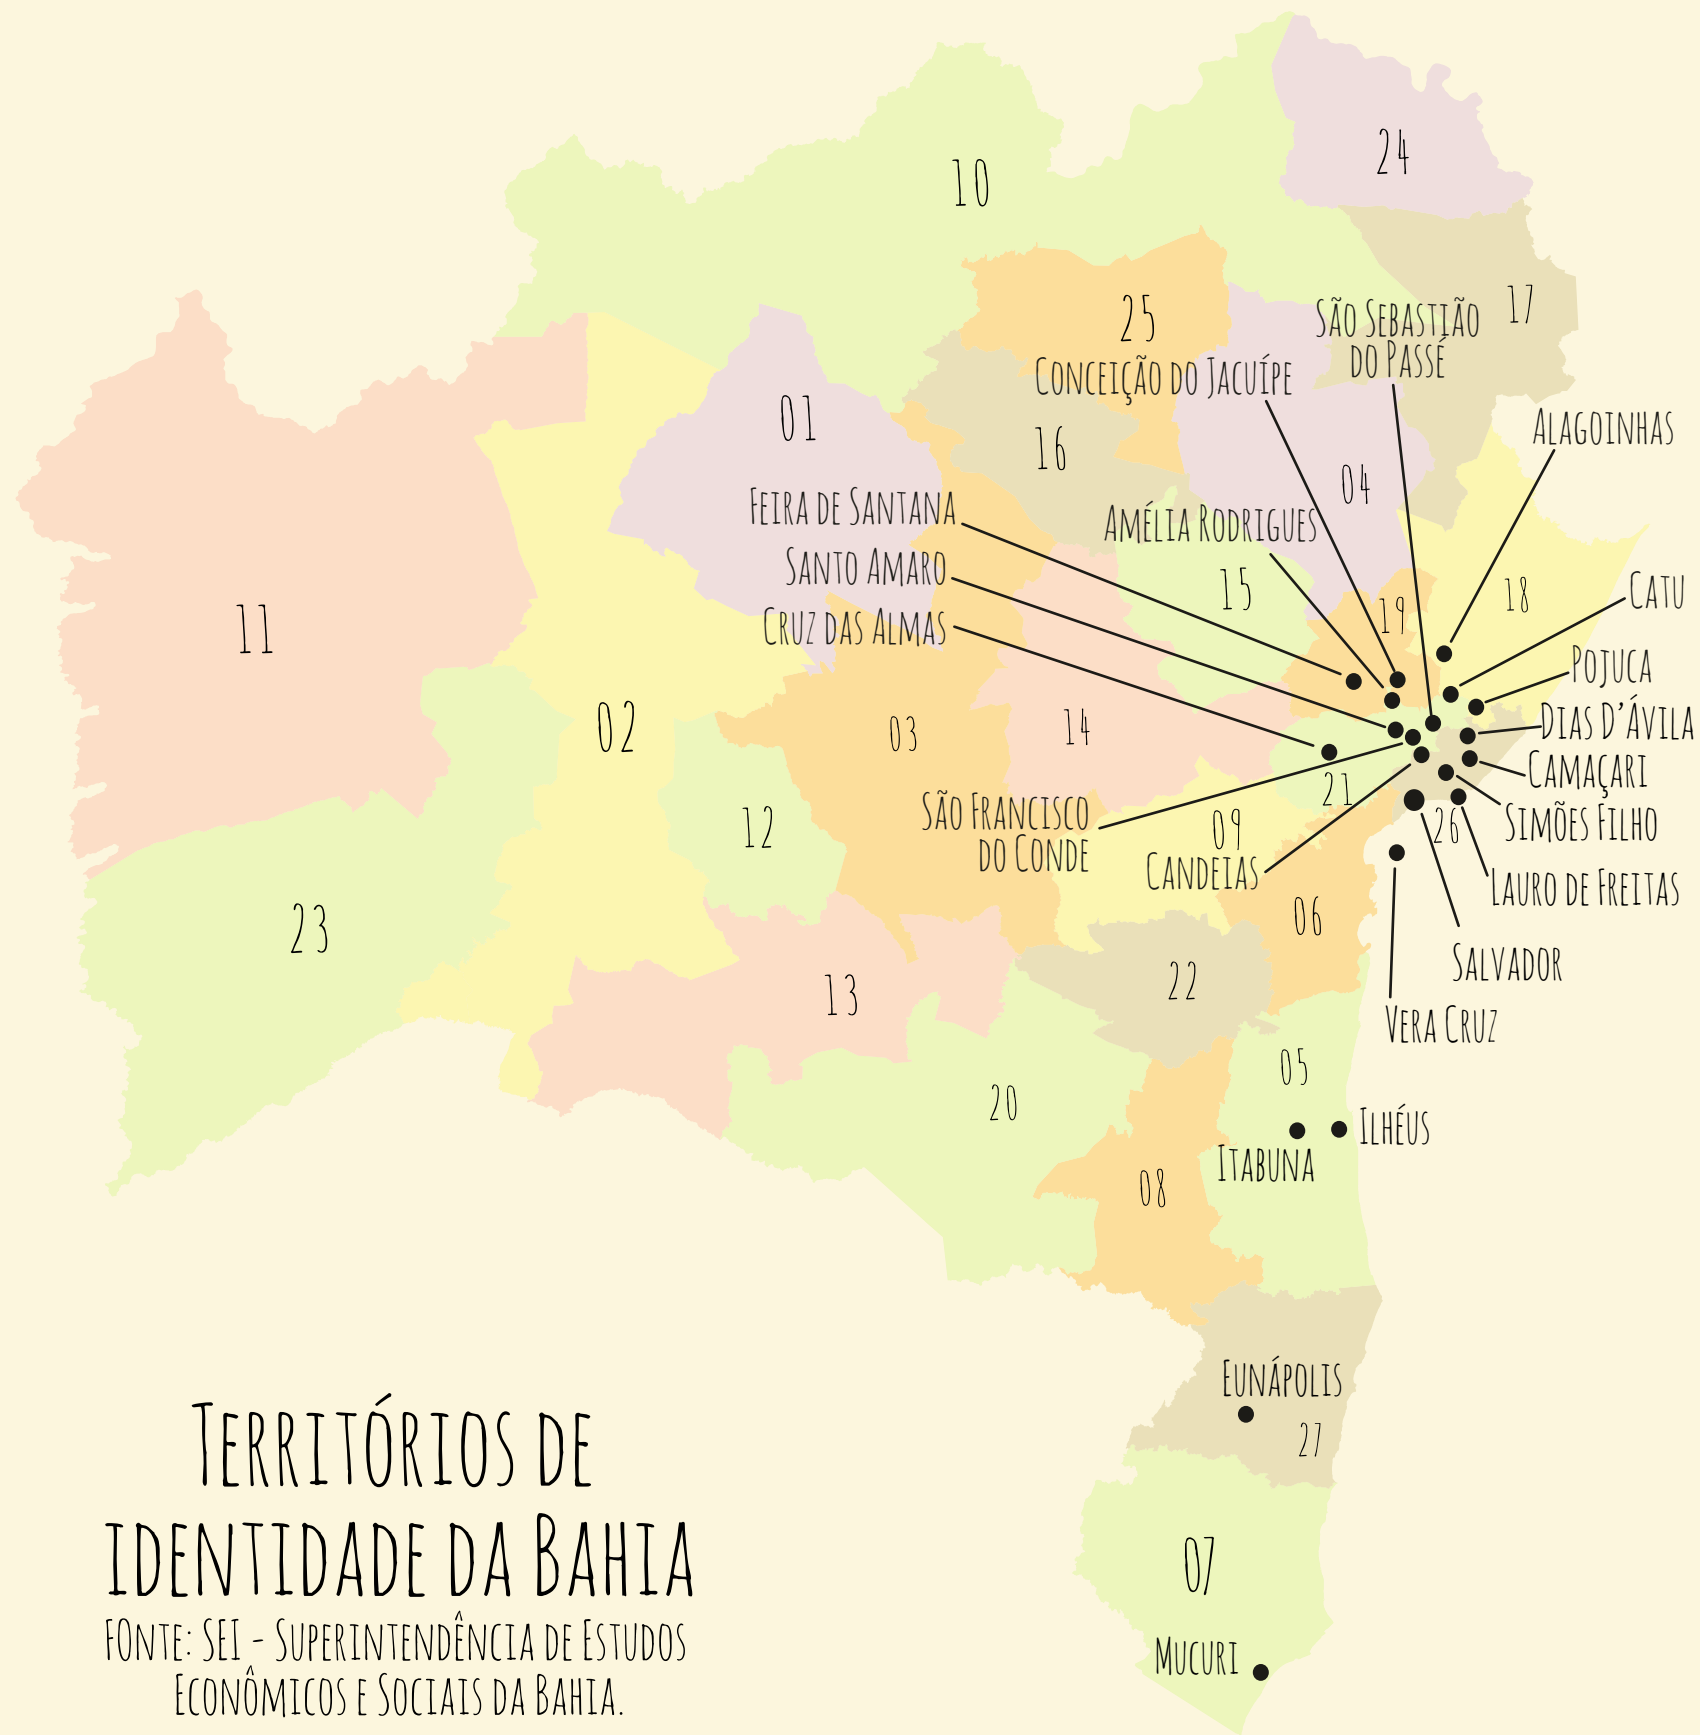 10
24
25
17
São Sebastião
do Passé
Conceição do Jacuípe
01
16
Alagoinhas
04
Feira de Santana
Amélia Rodrigues
Santo Amaro
15
18
Catu
11
Cruz das Almas
19
Pojuca
02
03
14
Dias D'Ávila
Camaçari
21
São Francisco
do Conde
12
09
26
Simões Filho
Candeias
Lauro de Freitas
23
06
Salvador
13
22
Vera Cruz
05
20
Ilhéus
Itabuna
08
Eunápolis
27
Territórios de
identidade da Bahia
07
FOnte: SEI - Superintendência de Estudos
Econômicos e Sociais da Bahia.
Mucuri